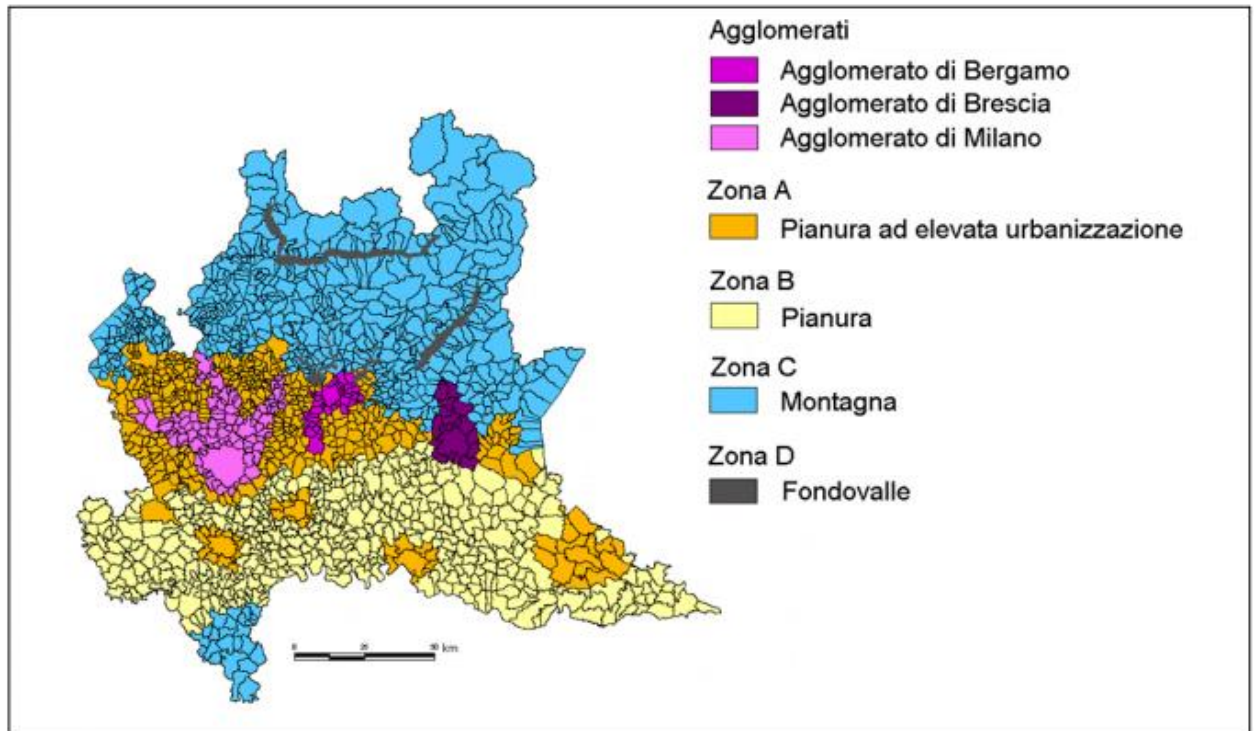 Agglomerati
Agglomerato di Bergamo
Agglomerato di Brescia
Agglomerato di Milano
Zona A
Pianura ad elevata urbanizzazione
Zona B
Pianura
Zona C
Montagna
Zona D
Fondovalle
km